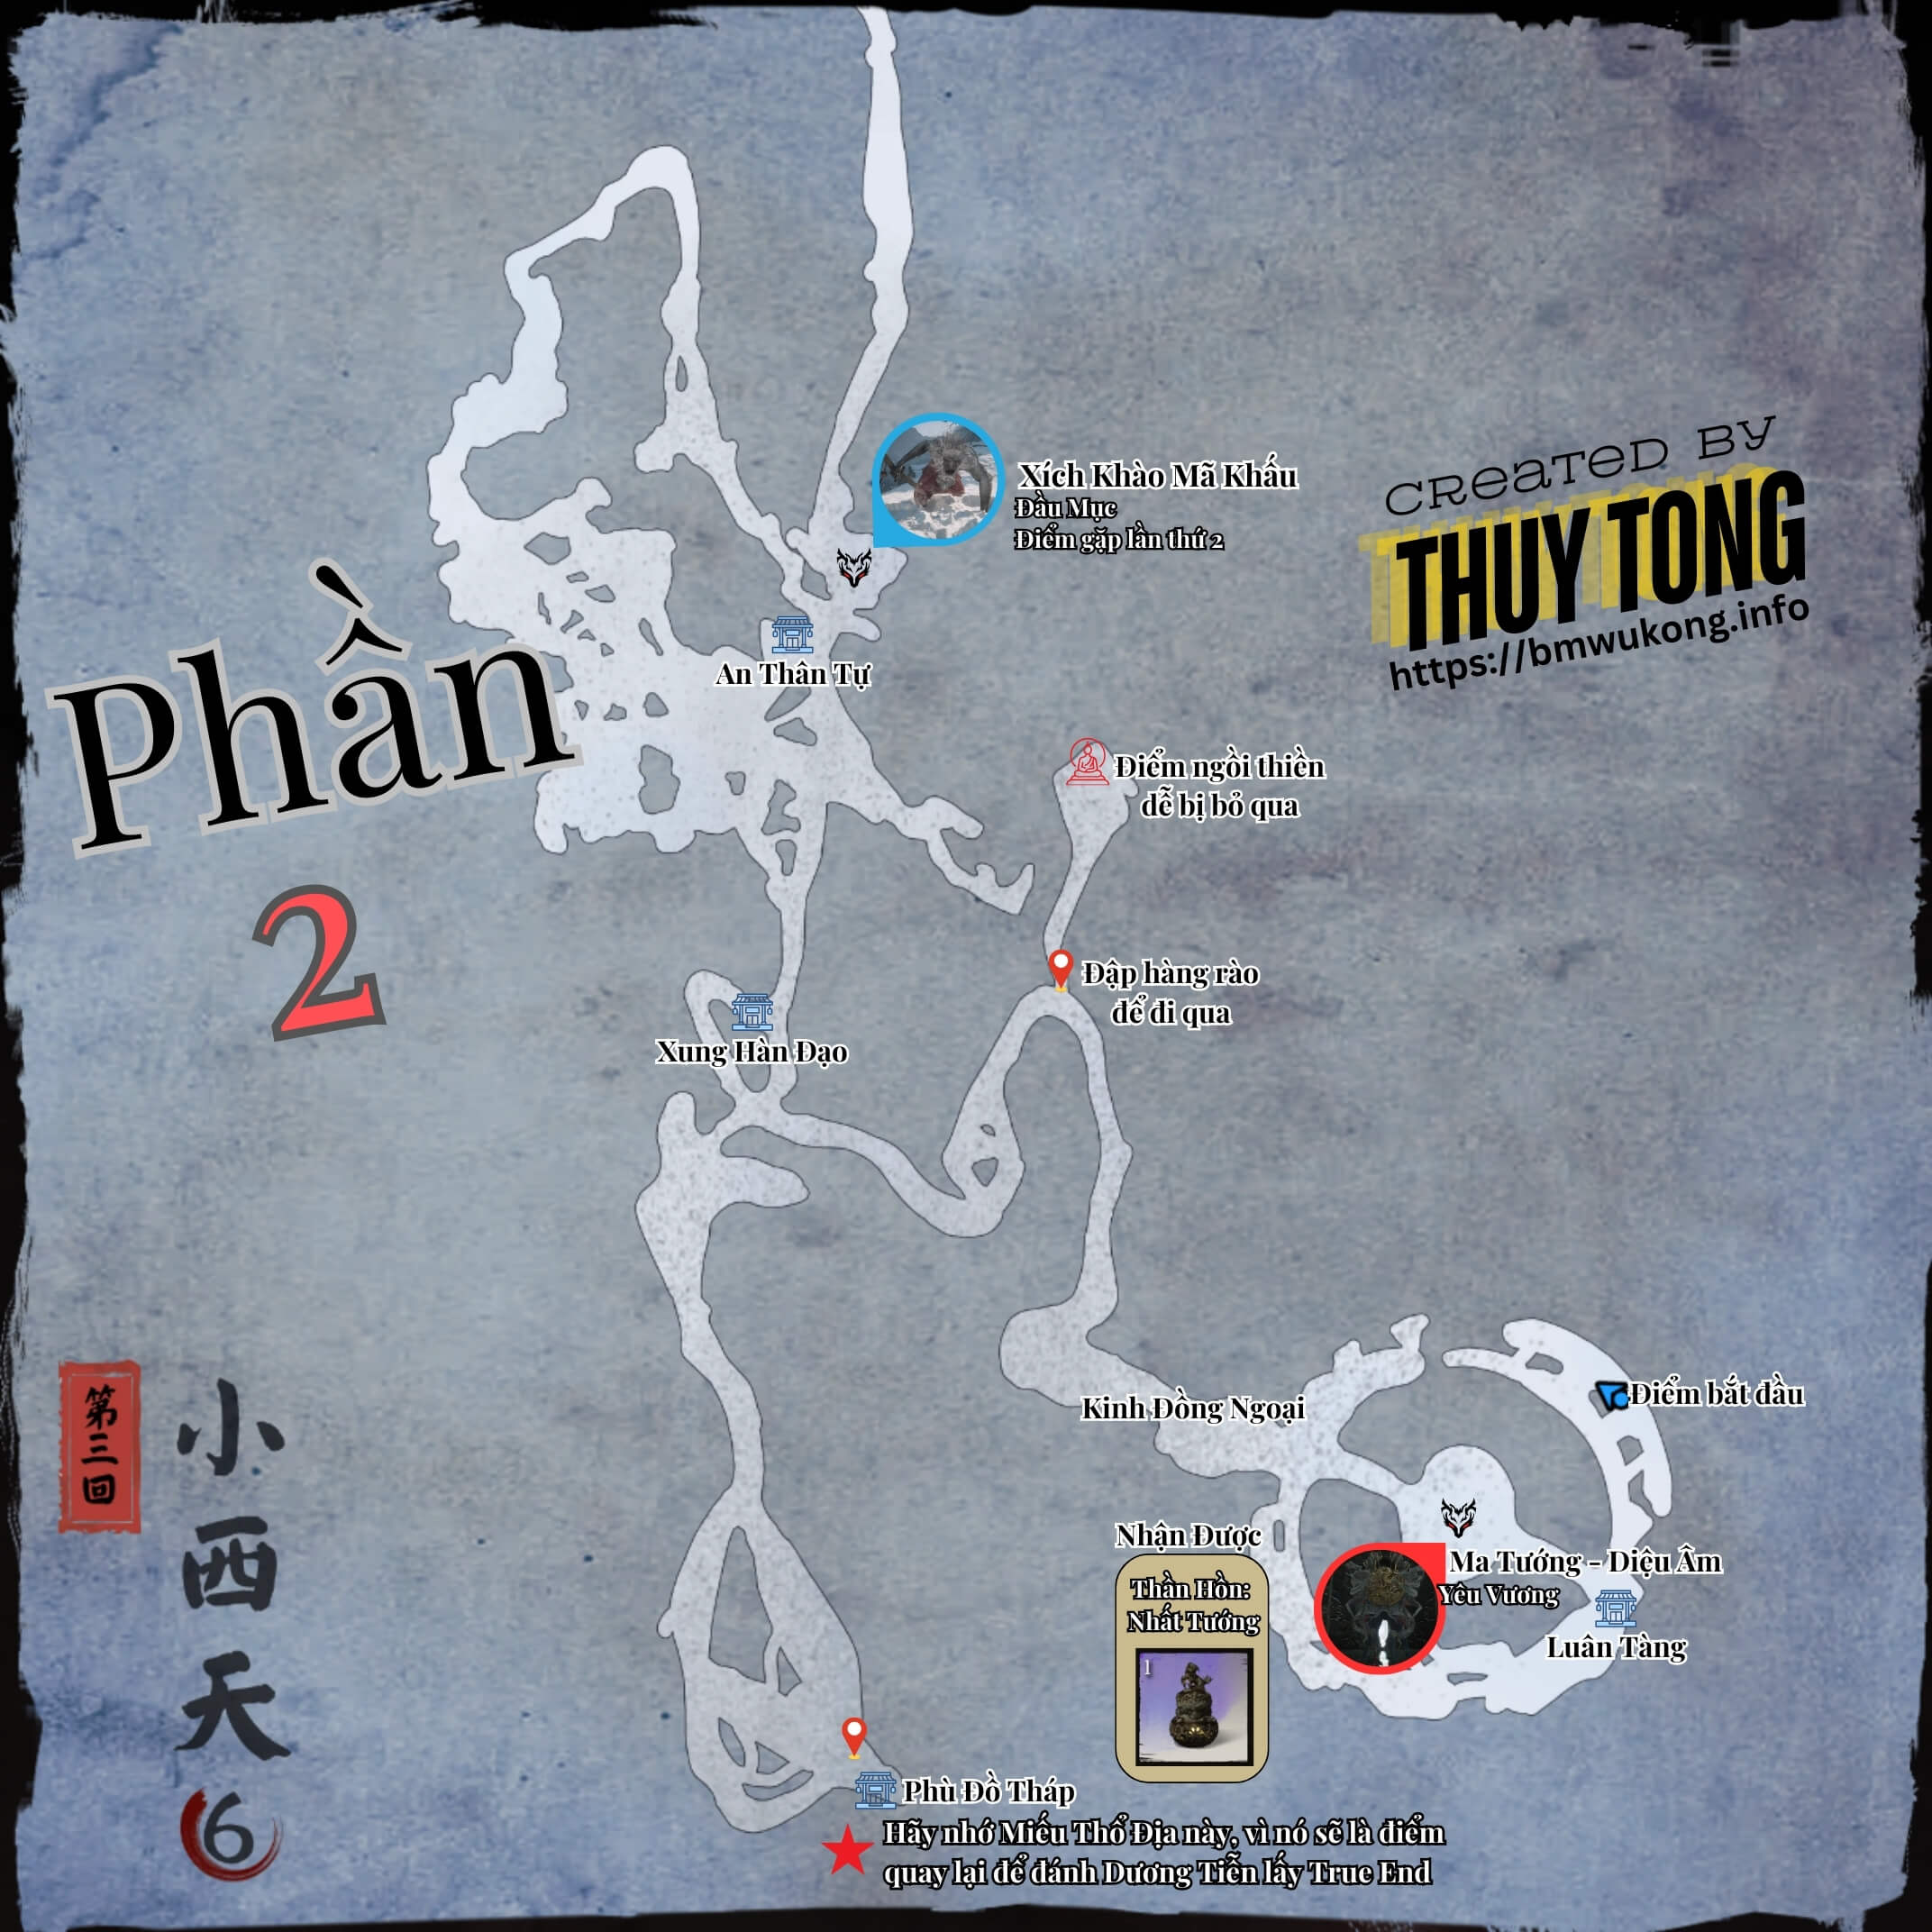 Xích Khào Mã Khấu
Đầu Mục
Điểm gặp lần thứ 2
CREATED BY
THUY TONG
https://bmwukong.info
An Thân Tự
Phần
2
Điểm ngồi thiền
dễ bị bỏ qua
Đập hàng rào
để đi qua
Xung Hàn Đạo
Kinh Đồng Ngoại
Điểm bắt đầu
第三回
小西天
6
Nhận Được
Thần Hồn:
Nhất Tướng
1
Ma Tướng - Diệu Âm
Yêu Vương
Luân Tàng
Phù Đồ Tháp
Hãy nhớ Miếu Thổ Địa này, vì nó sẽ là điểm
quay lại để đánh Dương Tiễn lấy True End